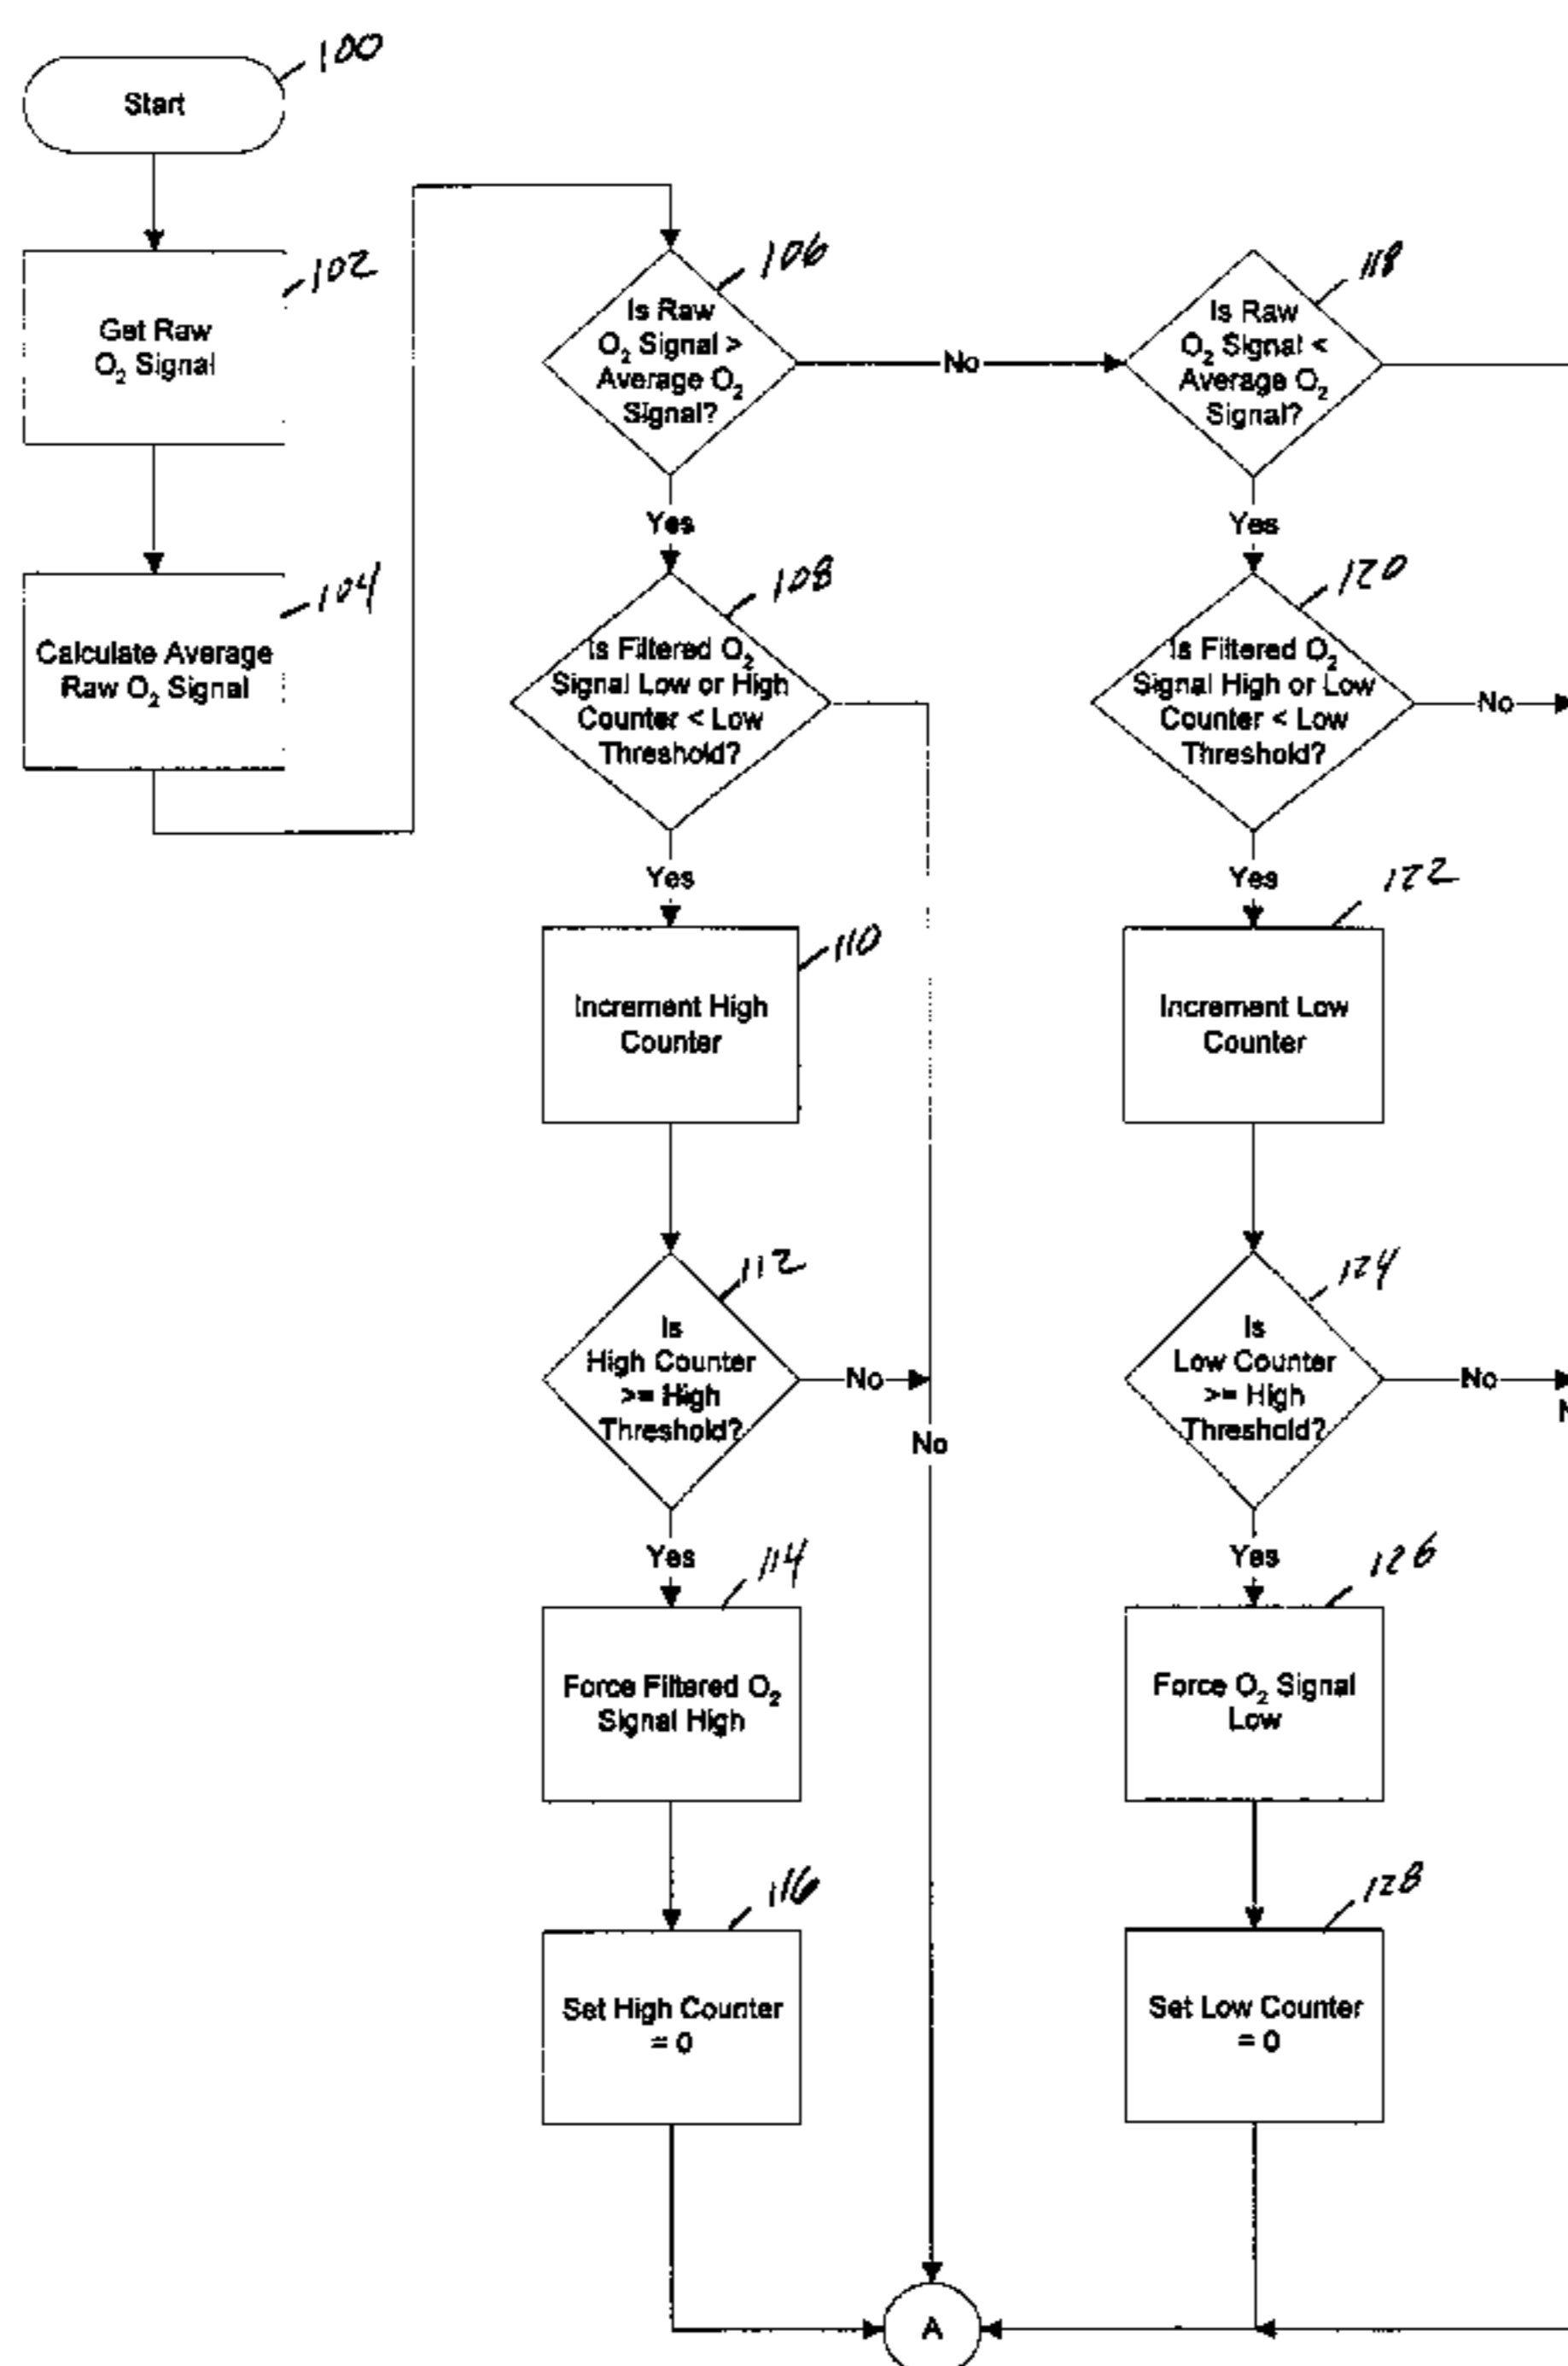 100
Start
102
Get Raw
O₂ Signal
104
Calculate Average
Raw O₂ Signal
106
Is Raw
O₂ Signal >
Average O₂
Signal?
No
118
Is Raw
O₂ Signal <
Average O₂
Signal?
Yes
Yes
108
Is Filtered O₂
Signal Low or High
Counter < Low
Threshold?
120
Is Filtered O₂
Signal High or Low
Counter < Low
Threshold?
No
Yes
Yes
110
Increment High
Counter
122
Increment Low
Counter
112
Is
High Counter
>= High
Threshold?
No
No
124
Is
Low Counter
>= High
Threshold?
No
Yes
Yes
114
Force Filtered O₂
Signal High
126
Force O₂ Signal
Low
116
Set High Counter
= 0
128
Set Low Counter
= 0
A